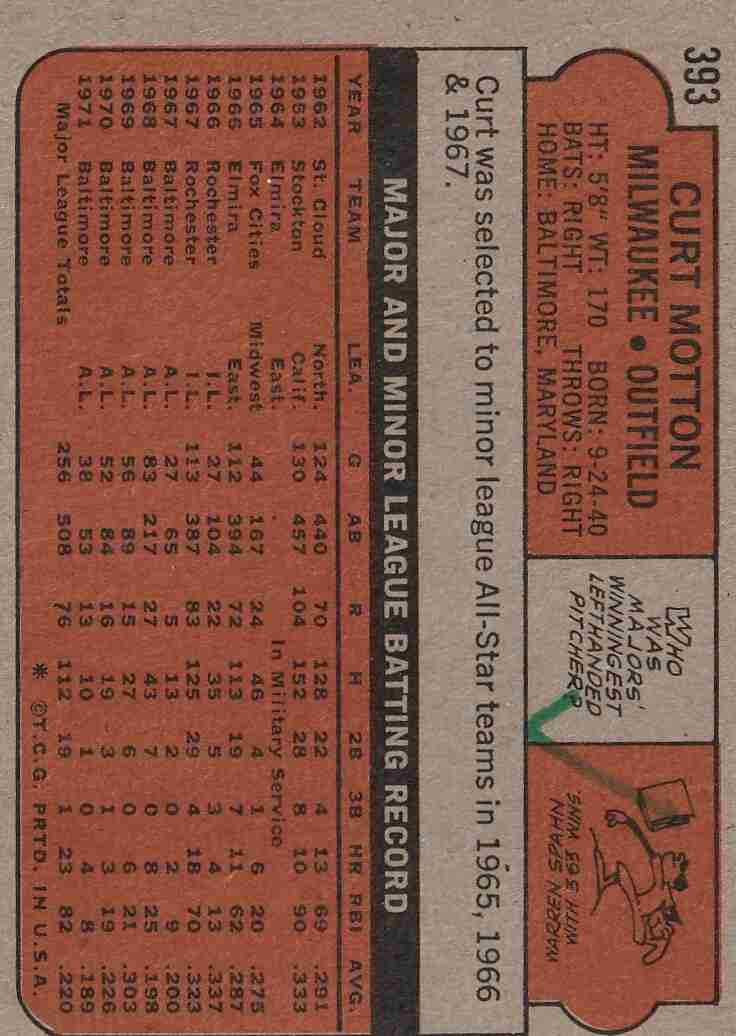 393
CURT MOTTON
MILWAUKEE • OUTFIELD
HT: 5'8" WT: 170 BORN: 9-24-40
BATS: RIGHT THROWS: RIGHT
HOME: BALTIMORE, MARYLAND
WHO
WAS
MAJORS'
WINNINGEST
LEFTHANDED
PITCHER?
WARREN SPAHN
WITH 363 WINS.
Curt was selected to minor league All-Star teams in 1965, 1966
& 1967.
MAJOR AND MINOR LEAGUE BATTING RECORD
YEAR TEAM LEA. G AB R H 2B 3B HR RBI AVG.
1962 St. Cloud North. 124 440 70 128 22 4 13 69 .291
1963 Stockton Calif. 130 457 104 152 28 8 10 90 .333
1964 Elmira East. In Military Service
1965 Fox Cities Midwest 44 167 24 46 4 1 6 20 .275
1966 Elmira East. 112 394 72 113 19 7 11 62 .287
1966 Rochester I.L. 27 104 22 35 5 3 4 13 .337
1967 Rochester I.L. 113 387 83 125 29 4 18 70 .323
1967 Baltimore A.L. 27 65 5 13 2 0 2 9 .200
1968 Baltimore A.L. 83 217 27 43 7 0 8 25 .198
1969 Baltimore A.L. 56 89 15 27 6 0 6 21 .303
1970 Baltimore A.L. 52 84 16 19 3 1 3 19 .226
1971 Baltimore A.L. 38 53 13 10 1 0 4 8 .189
Major League Totals 256 508 76 112 19 1 23 82 .220
* ©T.C.G. PRTD. IN U.S.A.